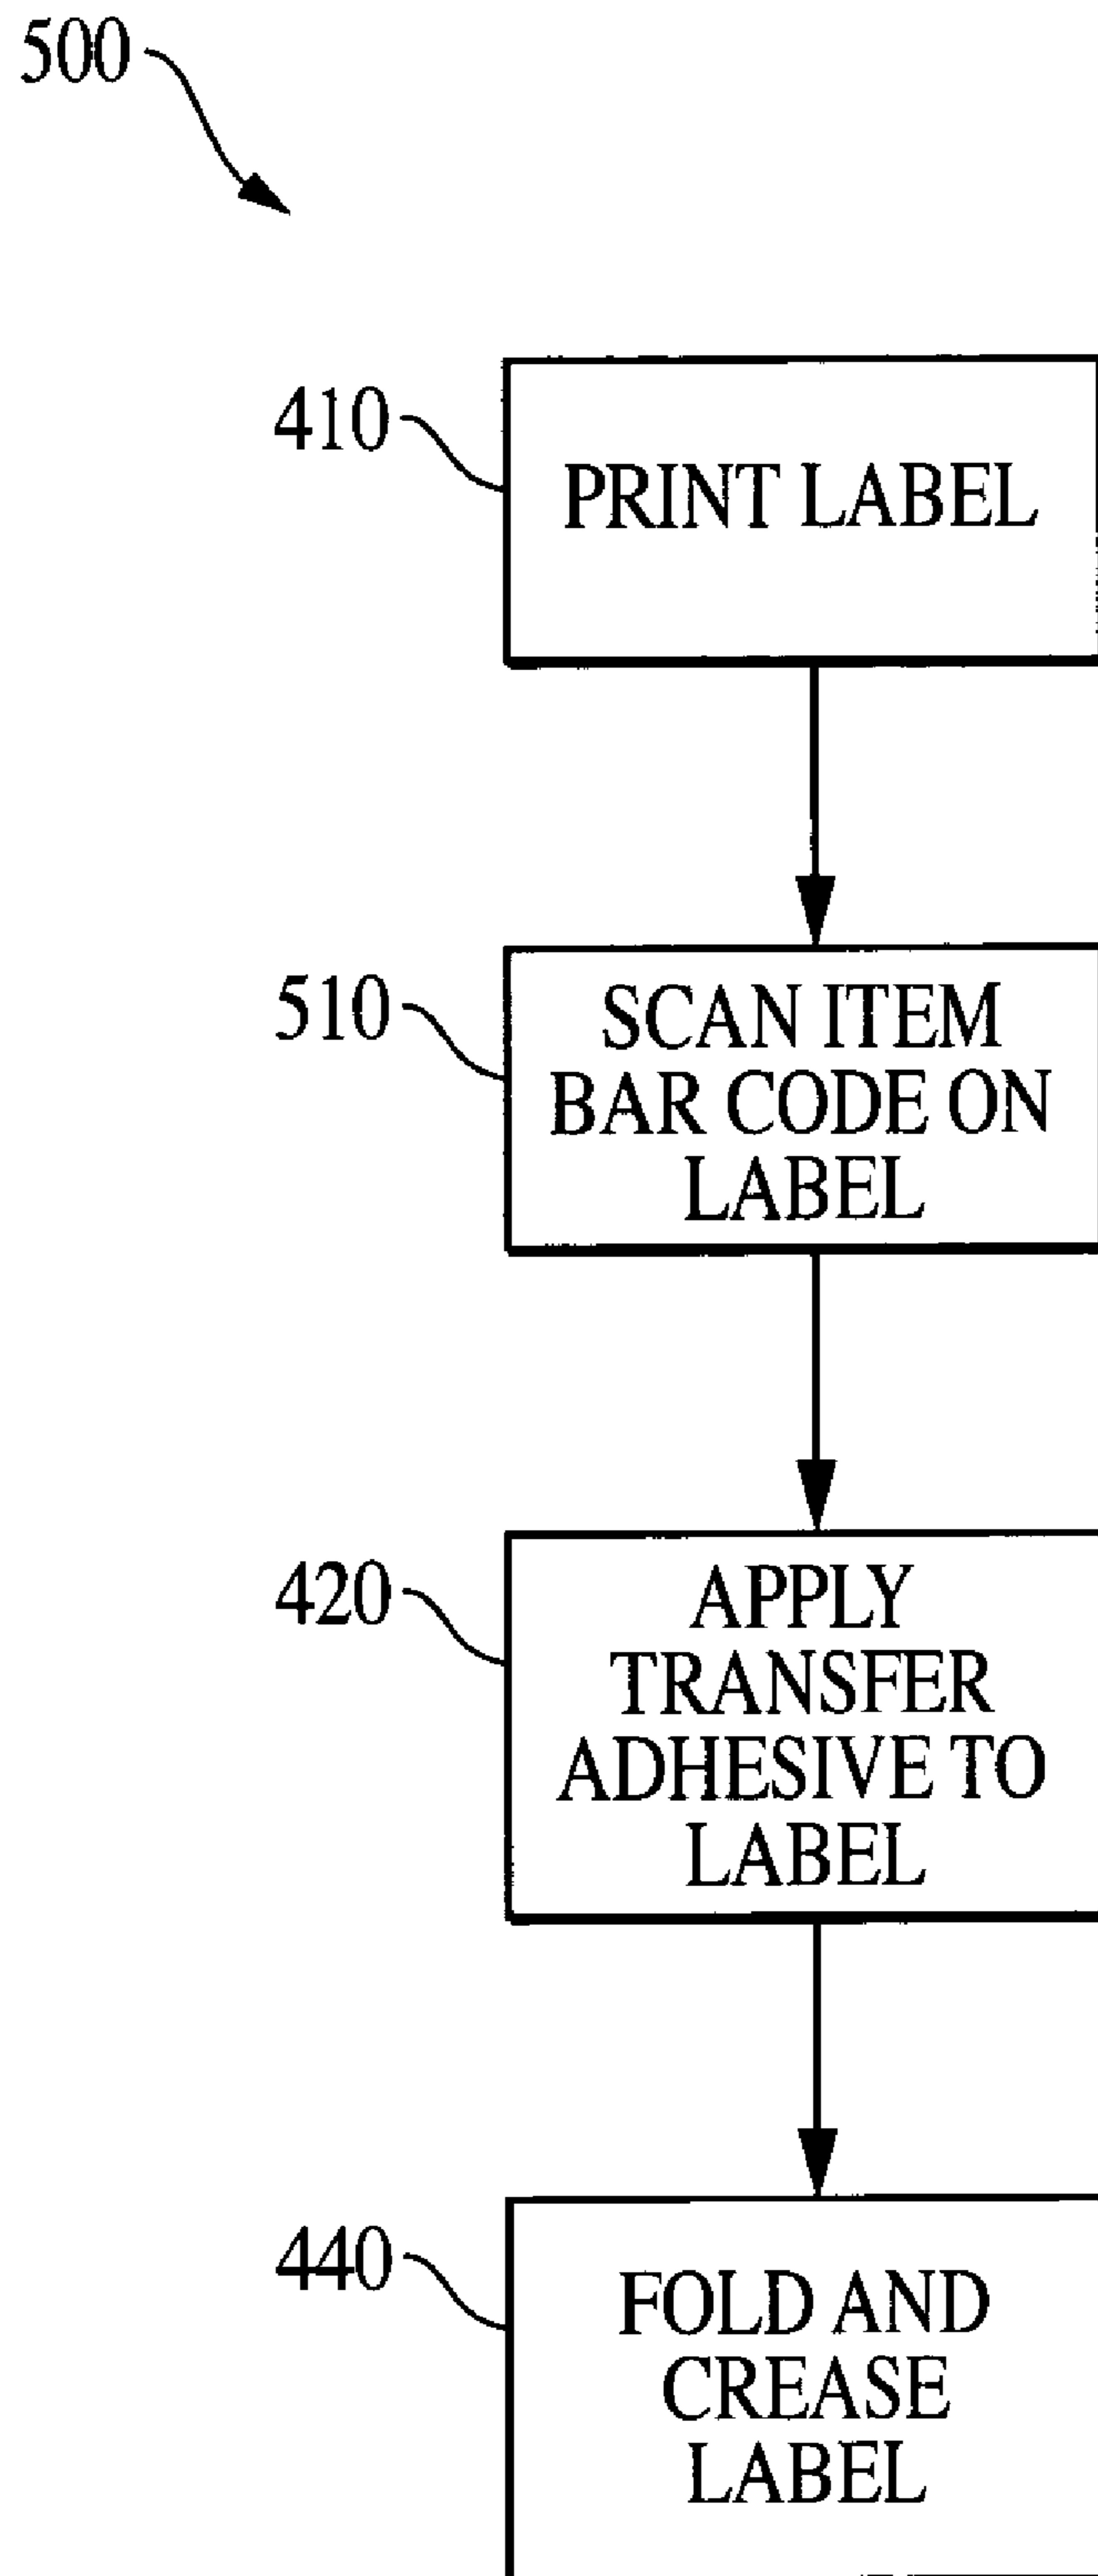 500
410
PRINT LABEL
510
SCAN ITEM
BAR CODE ON
LABEL
420
APPLY
TRANSFER
ADHESIVE TO
LABEL
440
FOLD AND
CREASE
LABEL